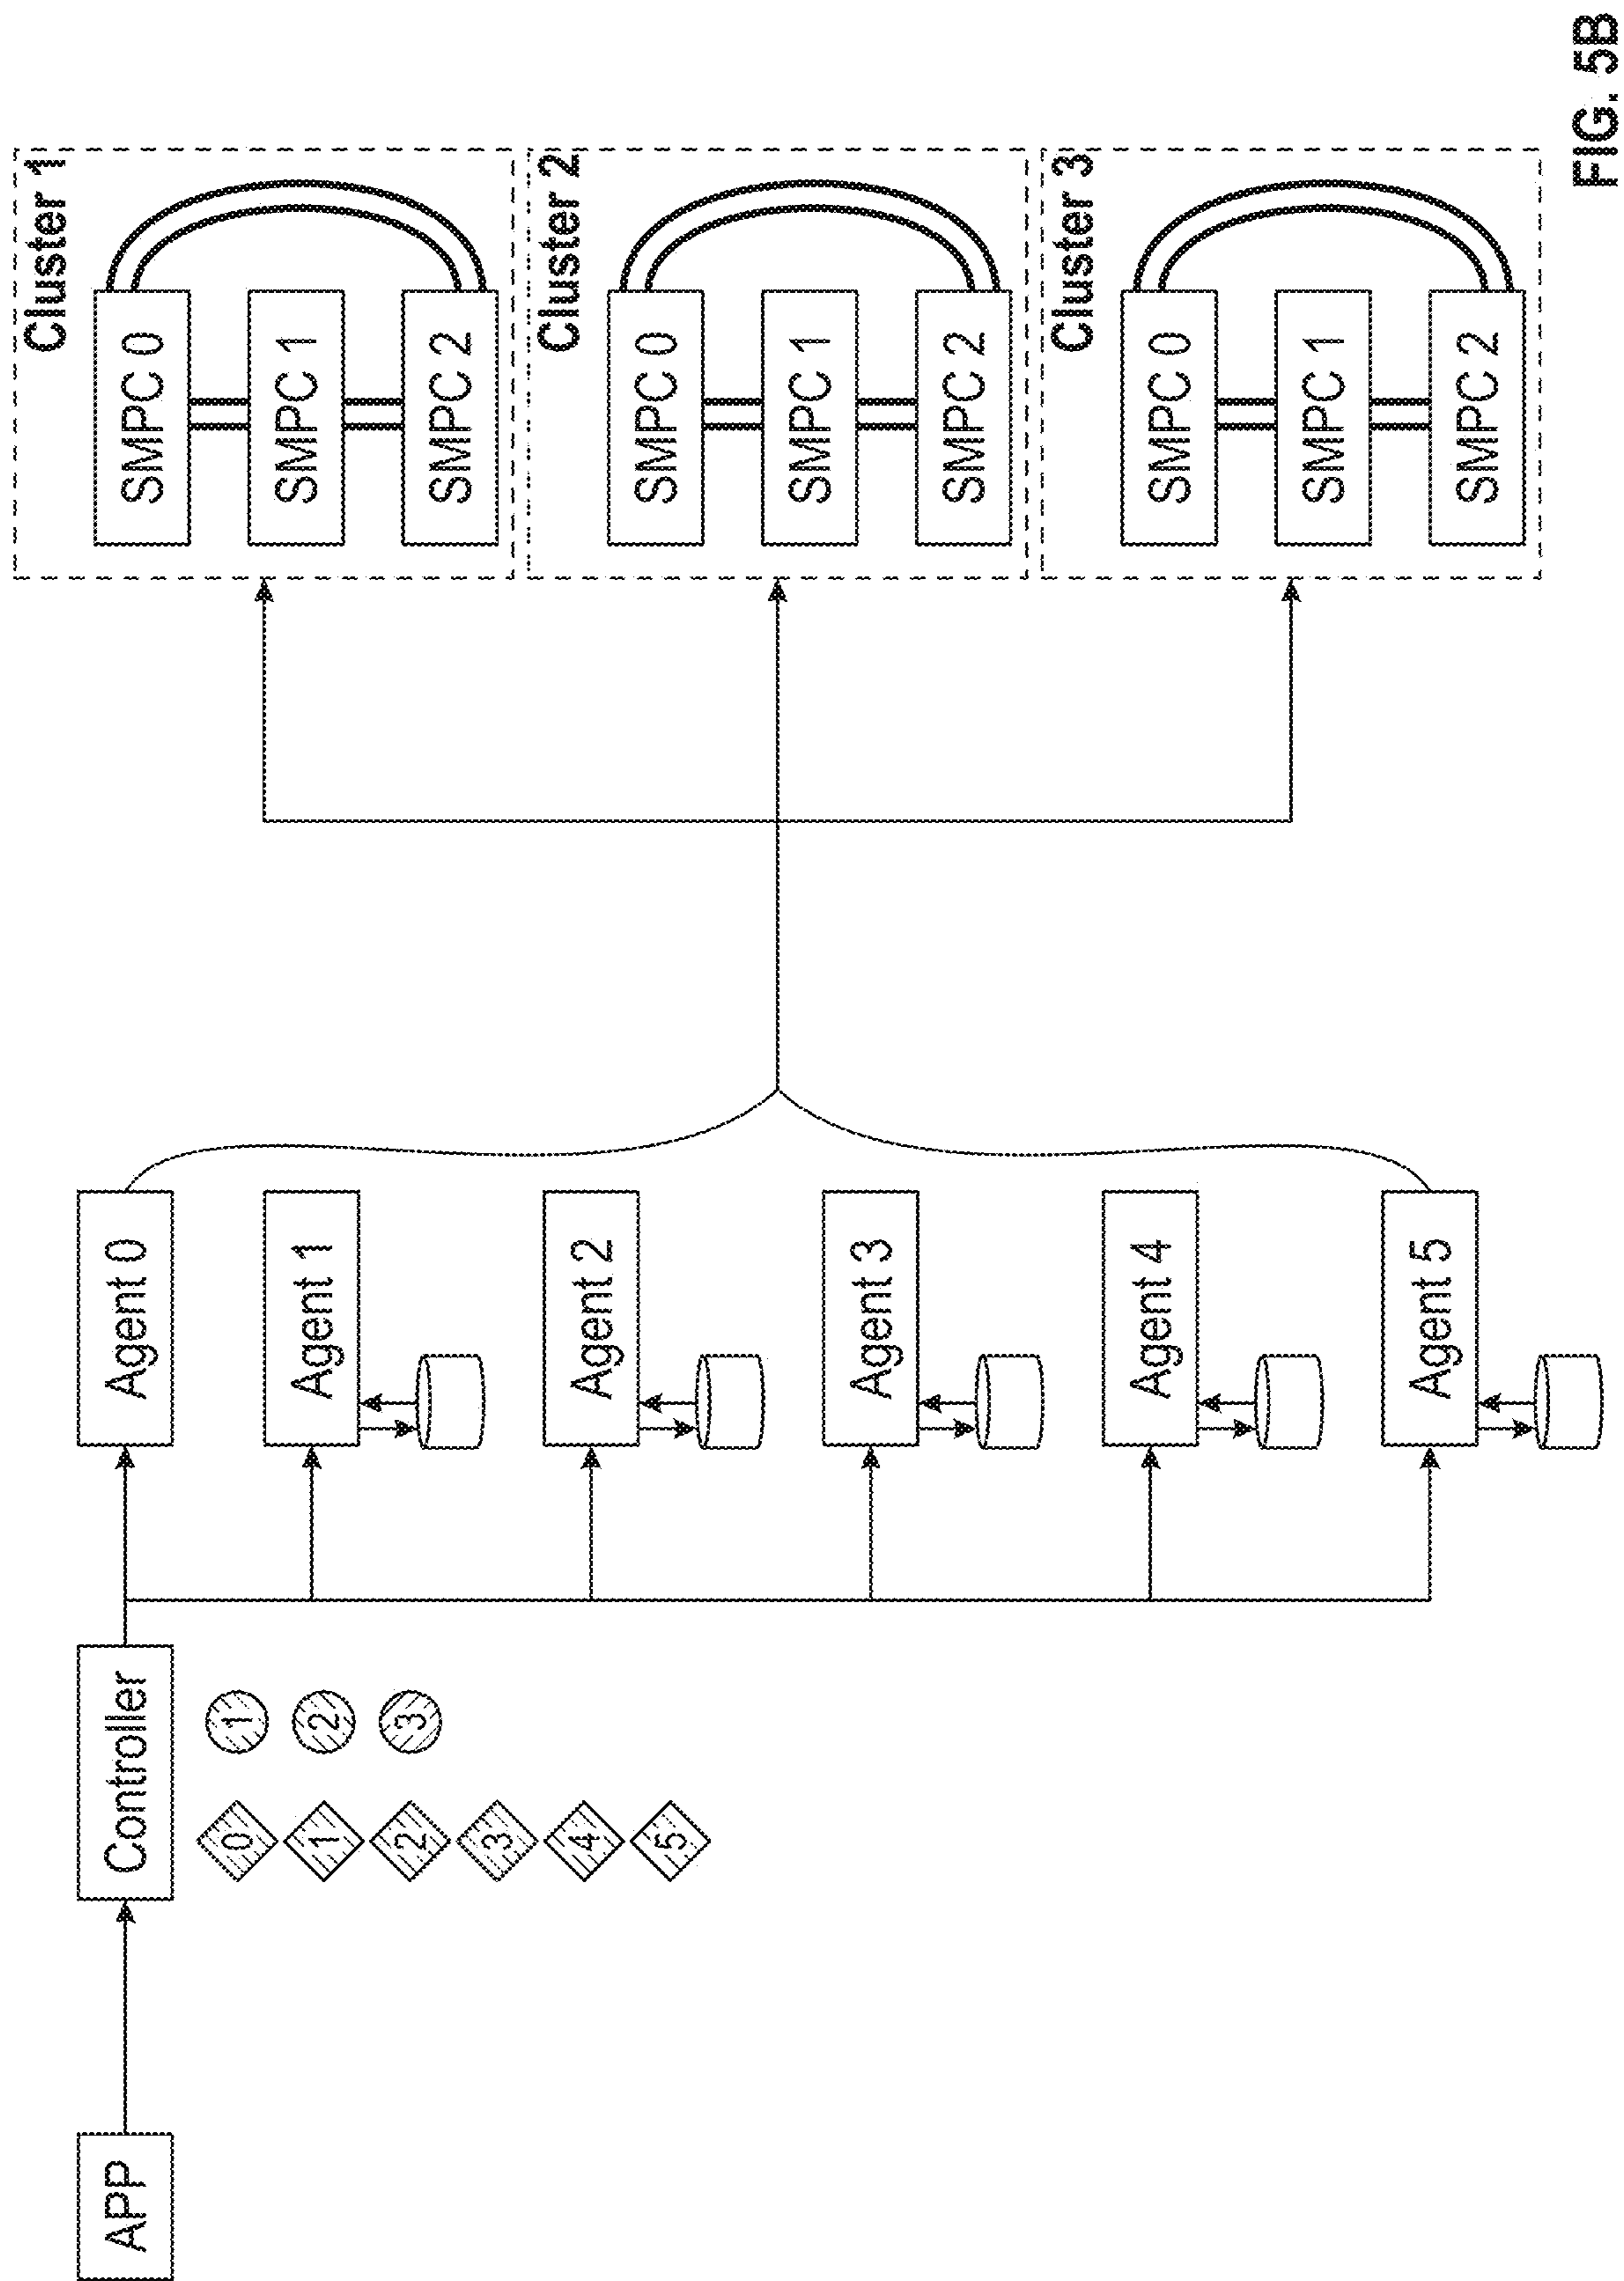 APP
Controller
0
1
2
3
4
5
1
2
3
Agent 0
Agent 1
Agent 2
Agent 3
Agent 4
Agent 5
Cluster 1
SMPC 0
SMPC 1
SMPC 2
Cluster 2
SMPC 0
SMPC 1
SMPC 2
Cluster 3
SMPC 0
SMPC 1
SMPC 2
FIG. 5B